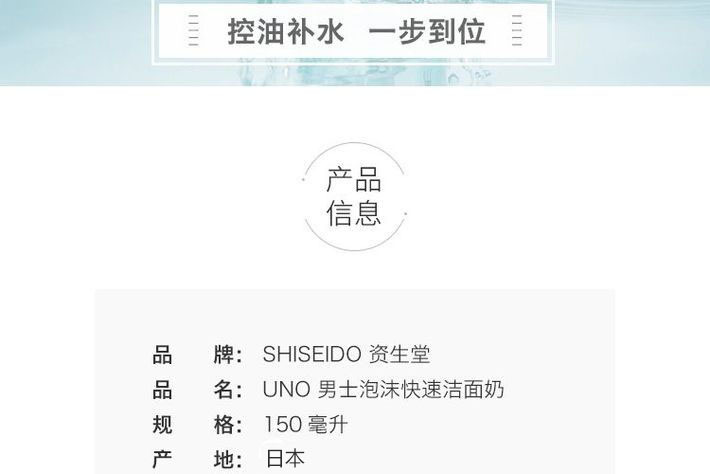 控油补水 一步到位
产品
信息
品 牌： SHISEIDO 资生堂
品 名： UNO 男士泡沫快速洁面奶
规 格： 150 毫升
产 地： 日本